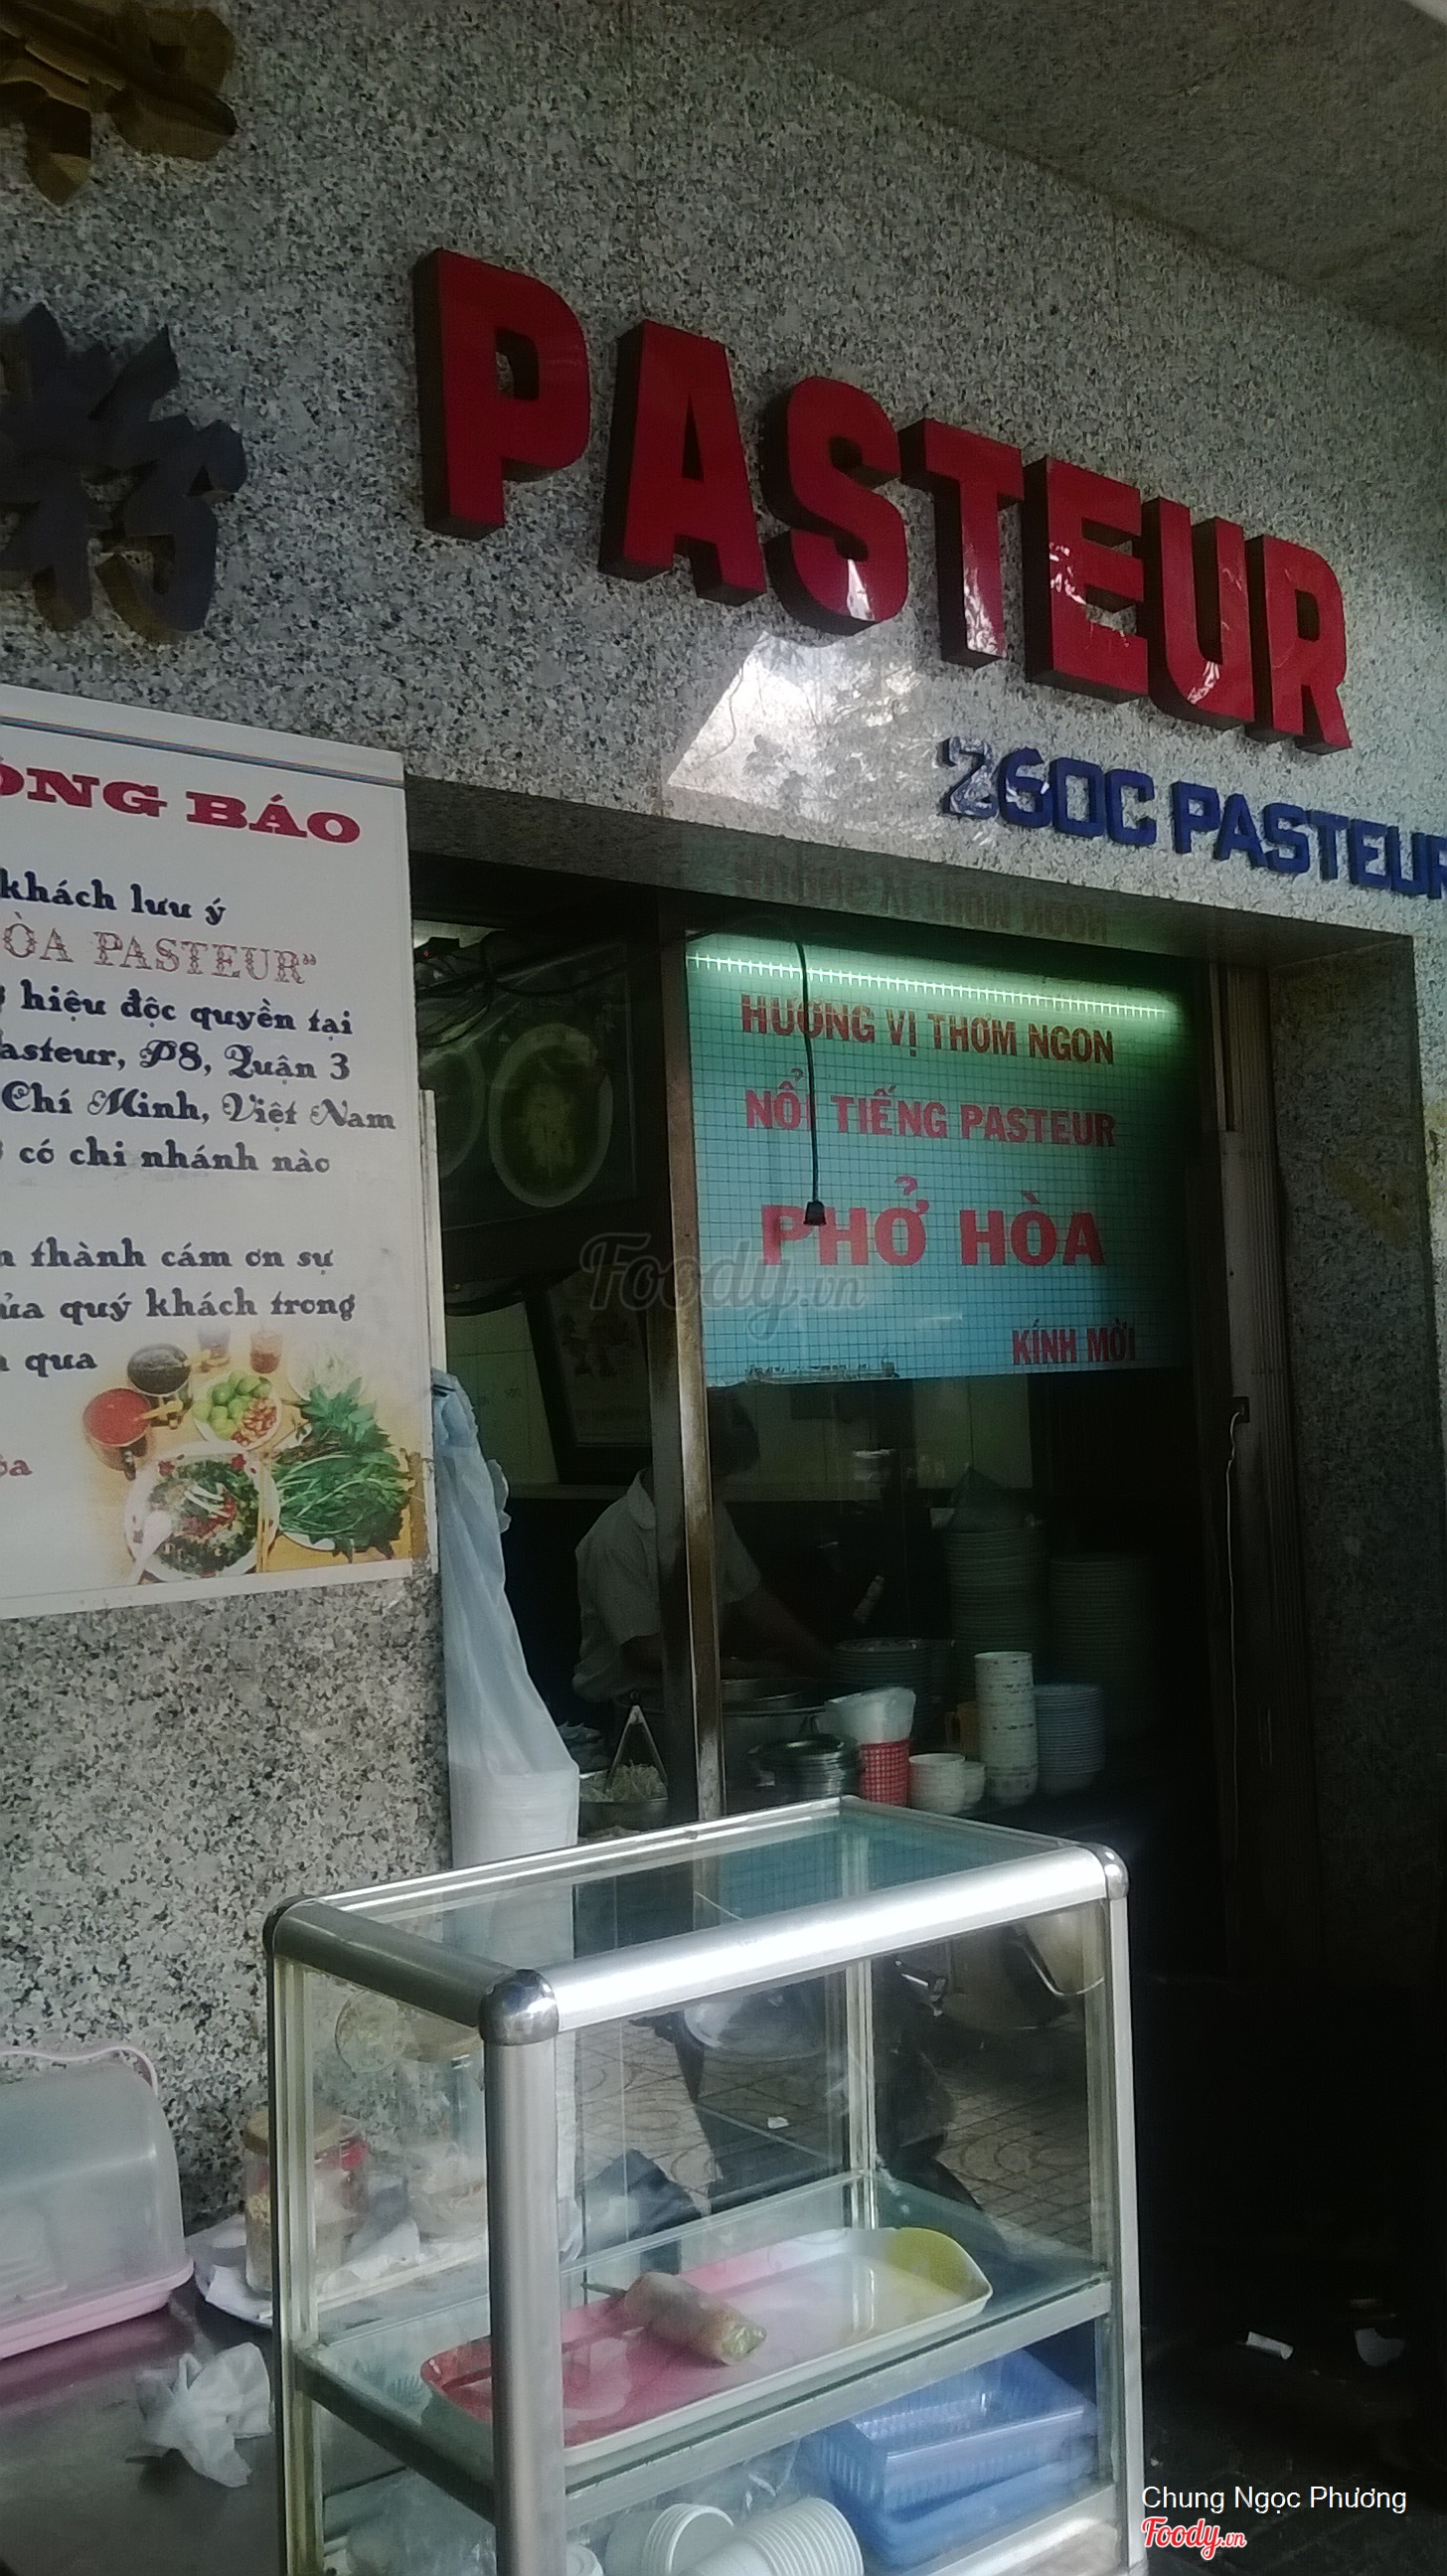 PASTEUR
260C PASTEUR
ÔNG BÁO
khách lưu ý
ÒA PASTEUR"
hiệu độc quyền tại
asteur, P8, Quận 3
Chí Minh, Việt Nam
có chi nhánh nào
thành cám ơn sự
ủa quý khách trong
qua
HƯƠNG VỊ THƠM NGON
NỔI TIẾNG PASTEUR
PHỞ HÒA
KÍNH MỜI
Foody.vn
Chung Ngọc Phương
Foody.vn